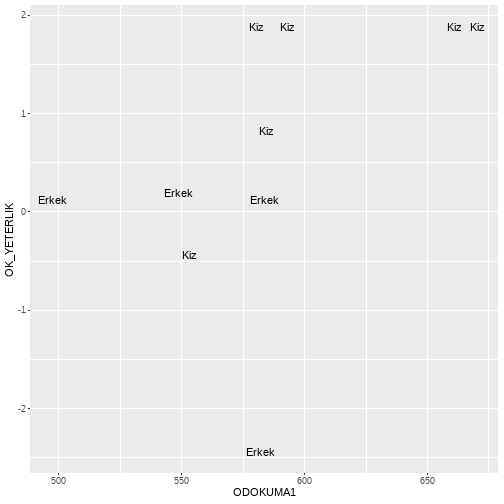 2
Kiz Kiz Kiz Kiz
1
Kiz
Erkek
Erkek Erkek
0
Kiz
-1
-2
Erkek
OK_YETERLIK
500 550 600 650
ODOKUMA1